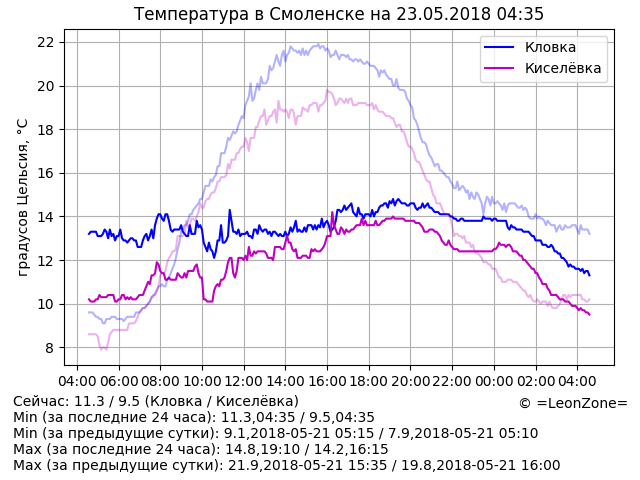 Температура в Смоленске на 23.05.2018 04:35
градусов Цельсия, °C
22
20
18
16
14
12
10
8
Кловка
Киселёвка
04:00 06:00 08:00 10:00 12:00 14:00 16:00 18:00 20:00 22:00 00:00 02:00 04:00
Сейчас: 11.3 / 9.5 (Кловка / Киселёвка)
© =LeonZone=
Min (за последние 24 часа): 11.3,04:35 / 9.5,04:35
Min (за предыдущие сутки): 9.1,2018-05-21 05:15 / 7.9,2018-05-21 05:10
Max (за последние 24 часа): 14.8,19:10 / 14.2,16:15
Max (за предыдущие сутки): 21.9,2018-05-21 15:35 / 19.8,2018-05-21 16:00